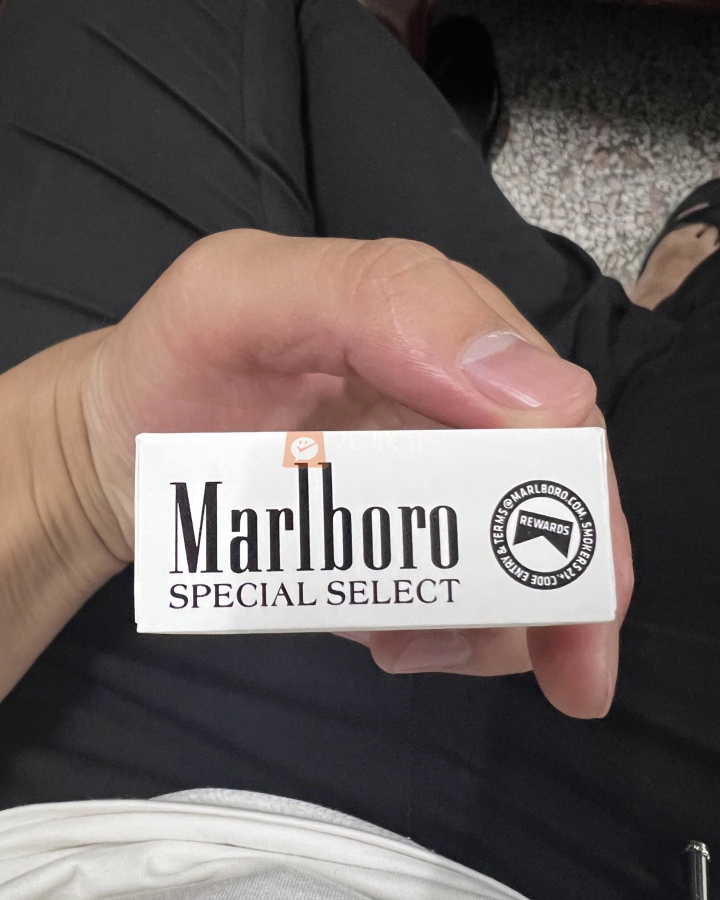 Marlboro
SPECIAL SELECT
REWARDS
CODE ENTRY & TERMS @ MARLBORO.COM. SMOKERS 21+.